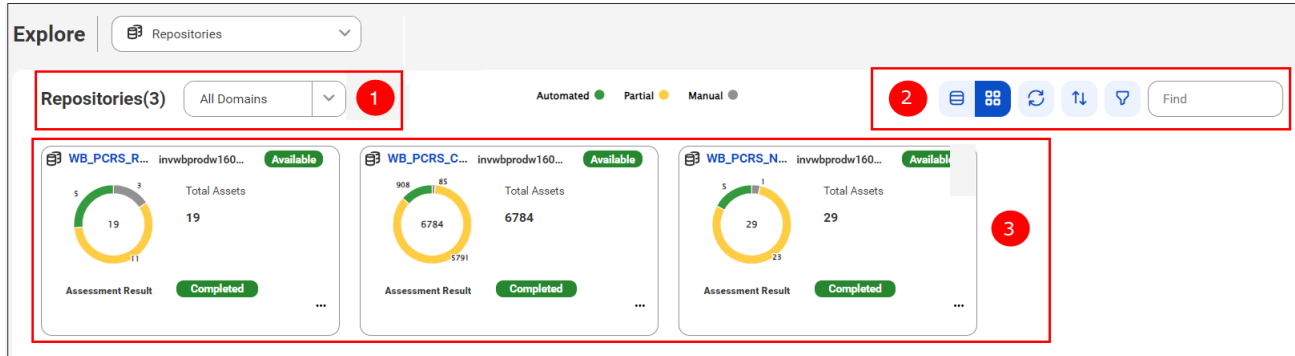 Explore
Repositories
Repositories(3)
All Domains
1
Automated
Partial
Manual
2
Find
WB_PCRS_R... invwbprodw160... Available
5
3
Total Assets
19
19
11
Assessment Result
Completed
...
WB_PCRS_C... invwbprodw160... Available
908
85
Total Assets
6784
6784
5791
Assessment Result
Completed
...
WB_PCRS_N... invwbprodw160... Availabl
5
1
Total Assets
29
29
23
Assessment Result
Completed
...
3